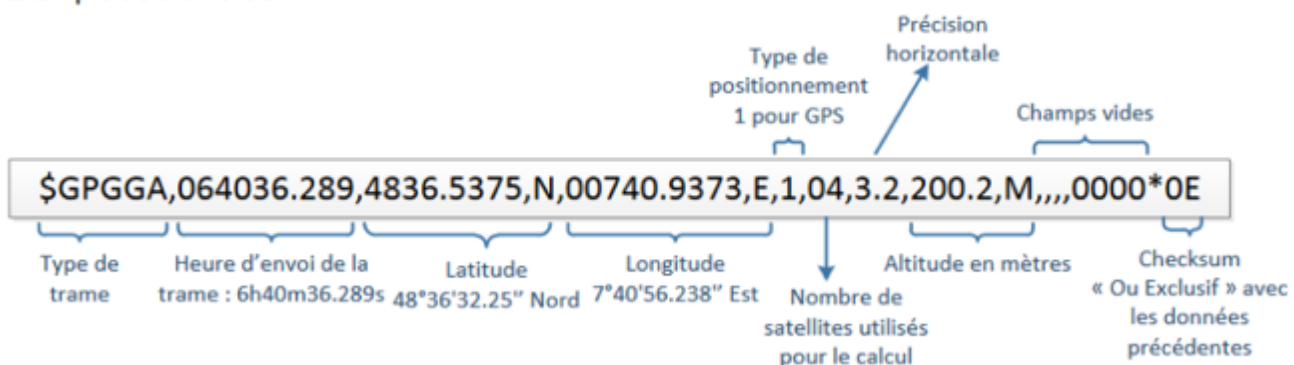 Précision
horizontale
Type de
positionnement
1 pour GPS
Champs vides
$GPGGA,064036.289,4836.5375,N,00740.9373,E,1,04,3.2,200.2,M,,,,0000*0E
Type de
trame
Heure d'envoi de la
trame : 6h40m36.289s
Latitude
48°36'32.25" Nord
Longitude
7°40'56.238" Est
Nombre de
satellites utilisés
pour le calcul
Altitude en mètres
Checksum
« Ou Exclusif » avec
les données
précédentes